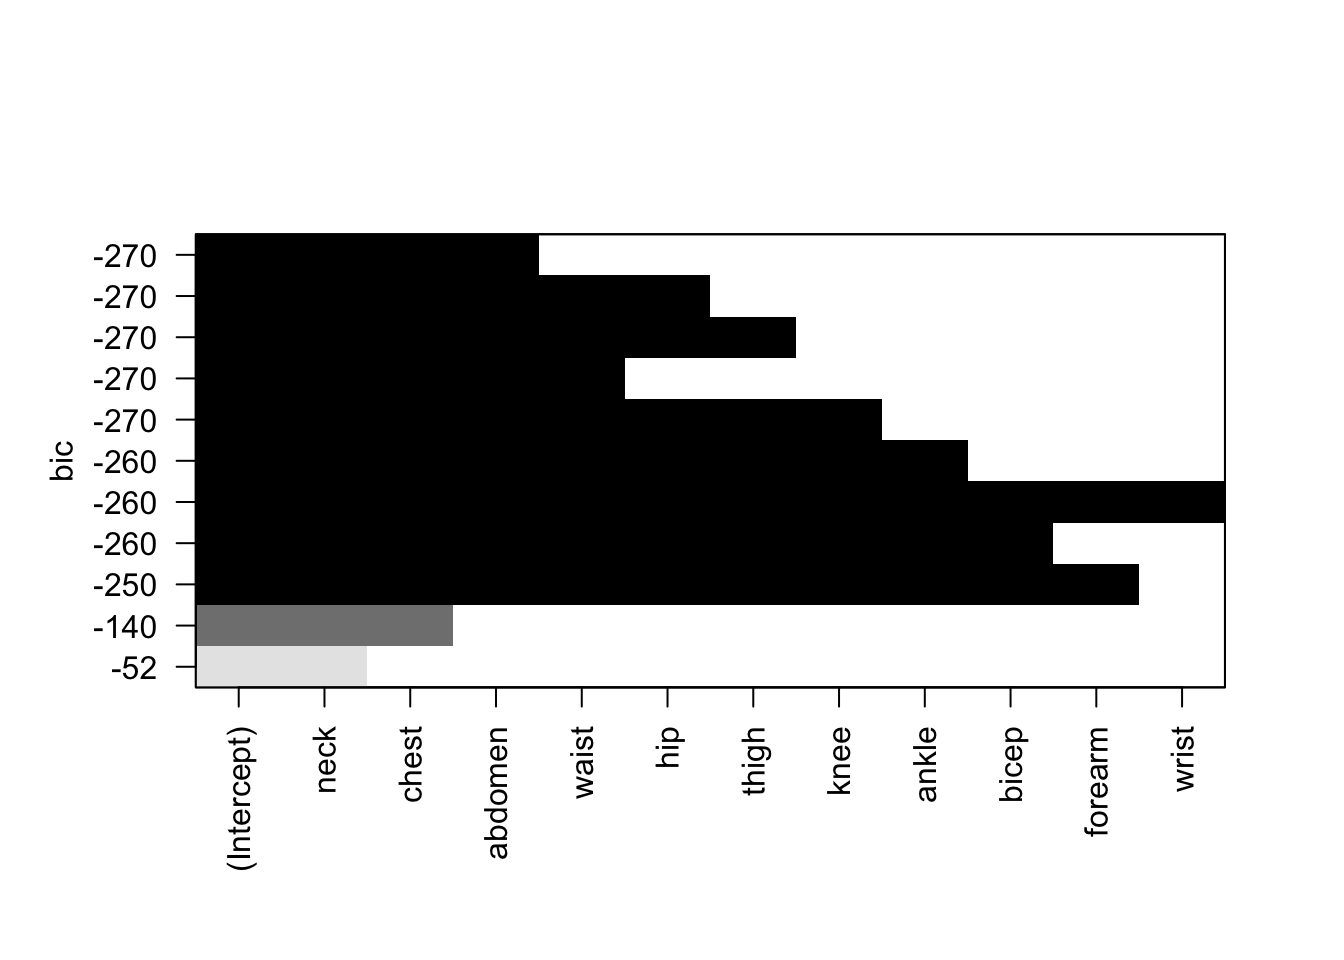 -270
-270
-270
-270
-270
-260
-260
-260
-250
-140
-52
bic
(Intercept)
neck
chest
abdomen
waist
hip
thigh
knee
ankle
bicep
forearm
wrist